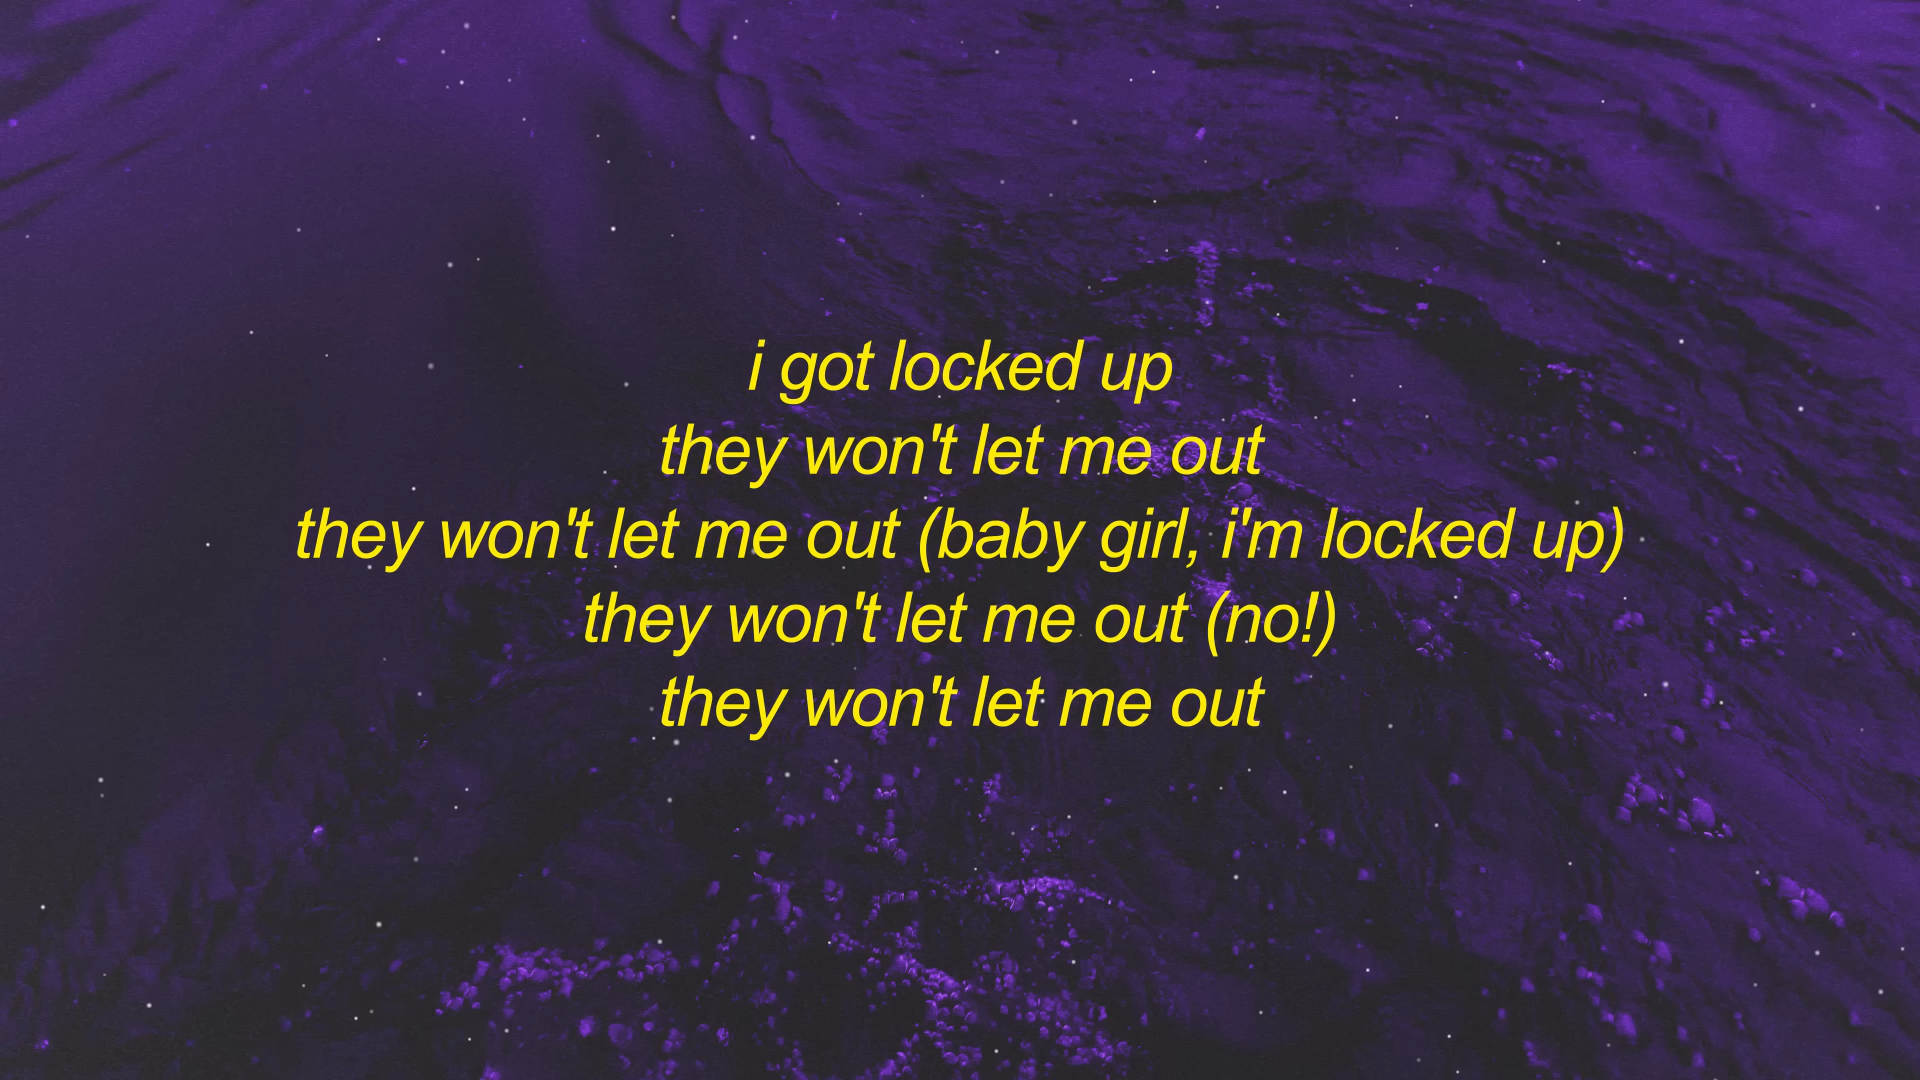 i got locked up
they won't let me out
they won't let me out (baby girl, i'm locked up)
they won't let me out (no!)
they won't let me out